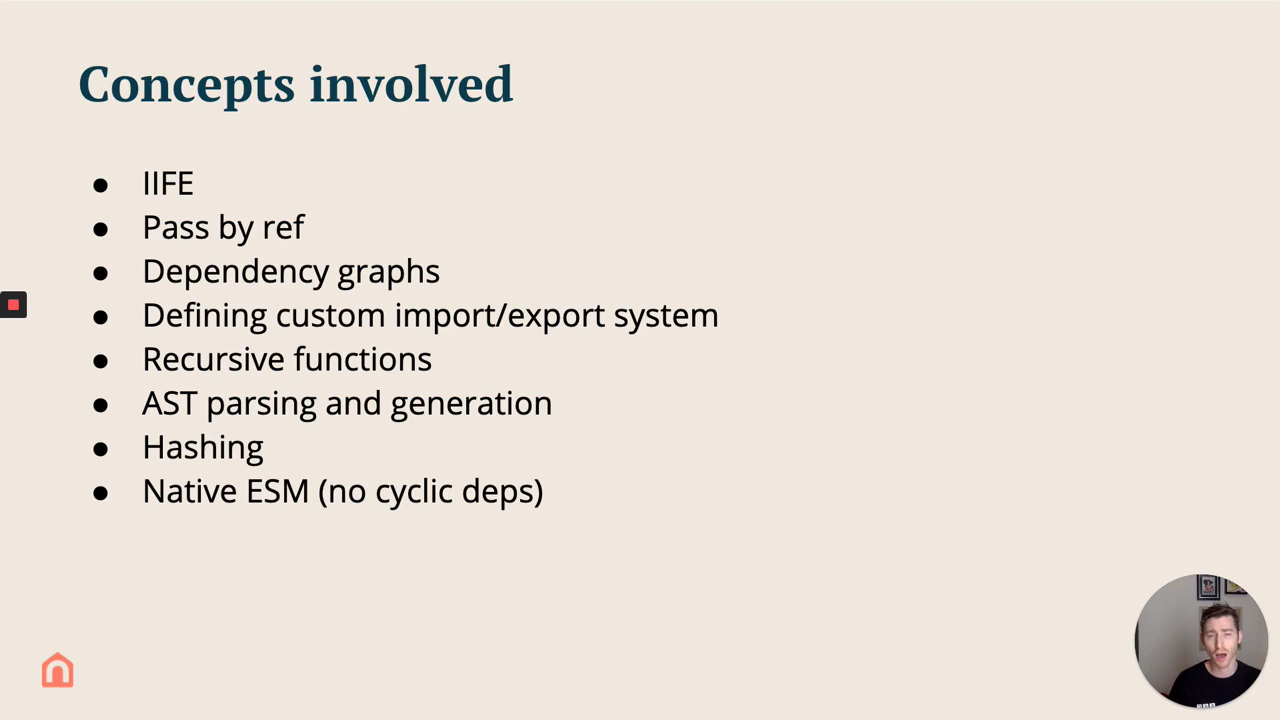 Concepts involved
● IIFE
● Pass by ref
● Dependency graphs
● Defining custom import/export system
● Recursive functions
● AST parsing and generation
● Hashing
● Native ESM (no cyclic deps)